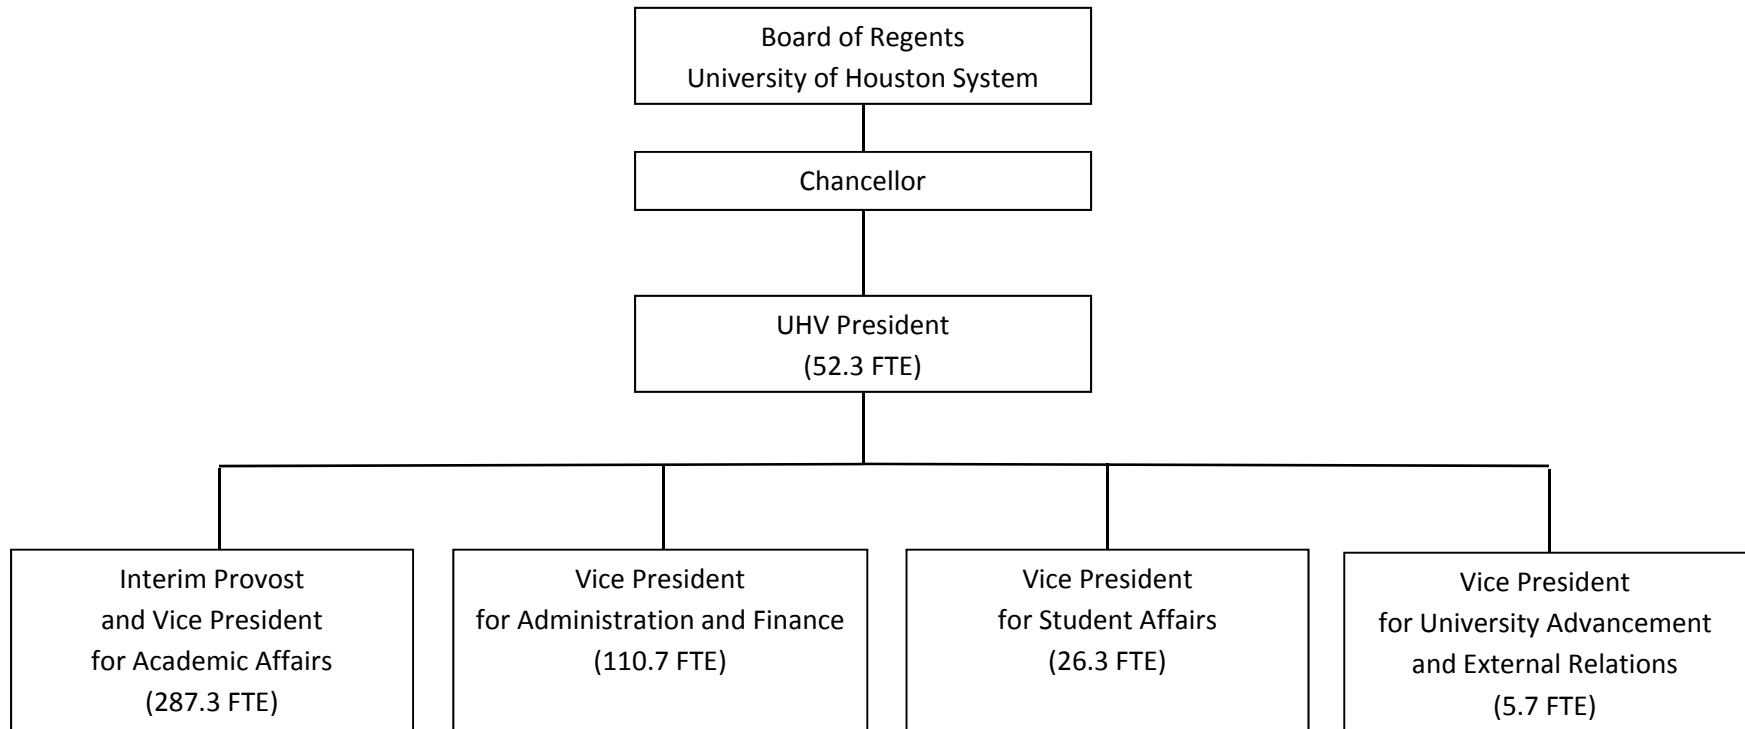 Board of Regents
University of Houston System
Chancellor
UHV President
(52.3 FTE)
Interim Provost
and Vice President
for Academic Affairs
(287.3 FTE)
Vice President
for Administration and Finance
(110.7 FTE)
Vice President
for Student Affairs
(26.3 FTE)
Vice President
for University Advancement
and External Relations
(5.7 FTE)